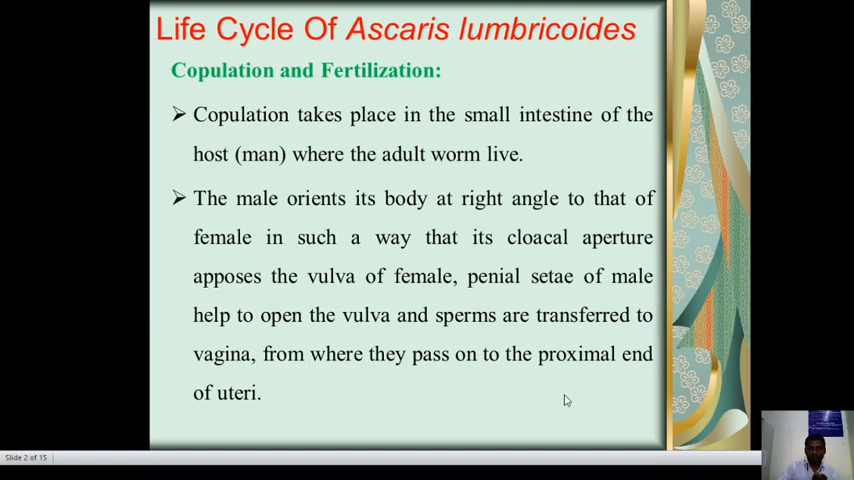 Life Cycle Of Ascaris lumbricoides
Copulation and Fertilization:
➢ Copulation takes place in the small intestine of the
host (man) where the adult worm live.
➢ The male orients its body at right angle to that of
female in such a way that its cloacal aperture
apposes the vulva of female, penial setae of male
help to open the vulva and sperms are transferred to
vagina, from where they pass on to the proximal end
of uteri.
Slide 2 of 15